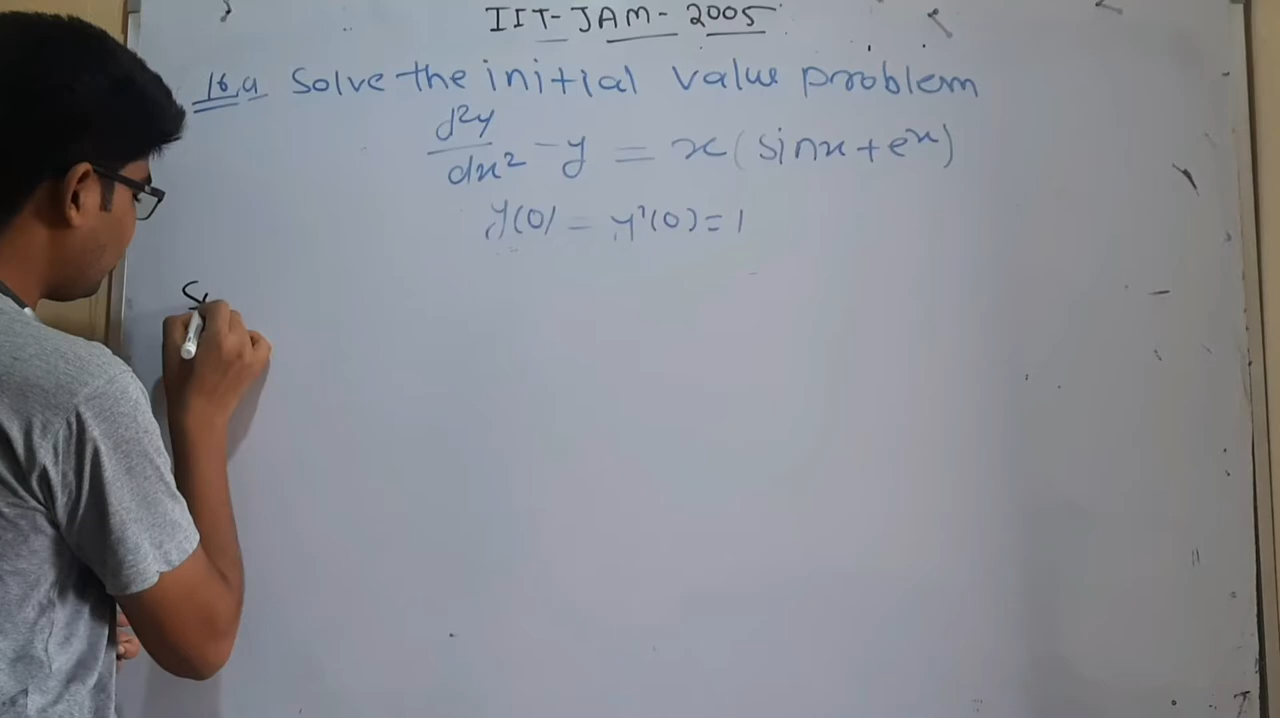 IIT-JAM-2005
16.a Solve the initial value problem
d²y/dx² - y = x(sinx+eˣ)
y(0) = y'(0) = 1
S